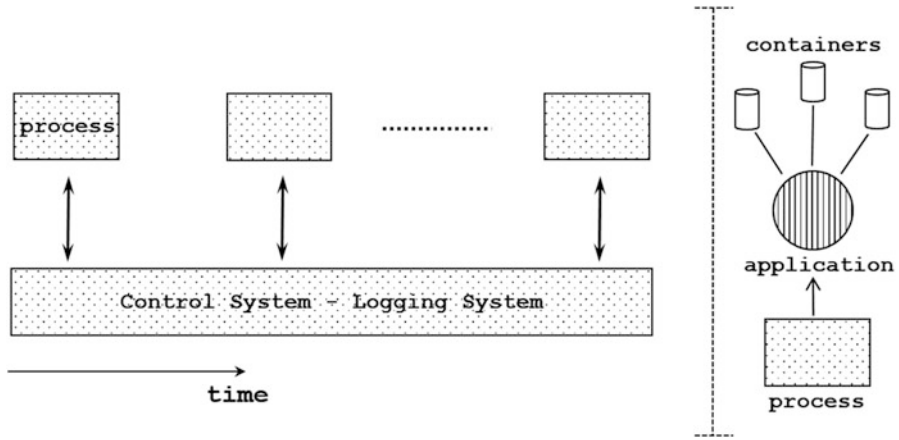 process
Control System - Logging System
time
containers
application
process